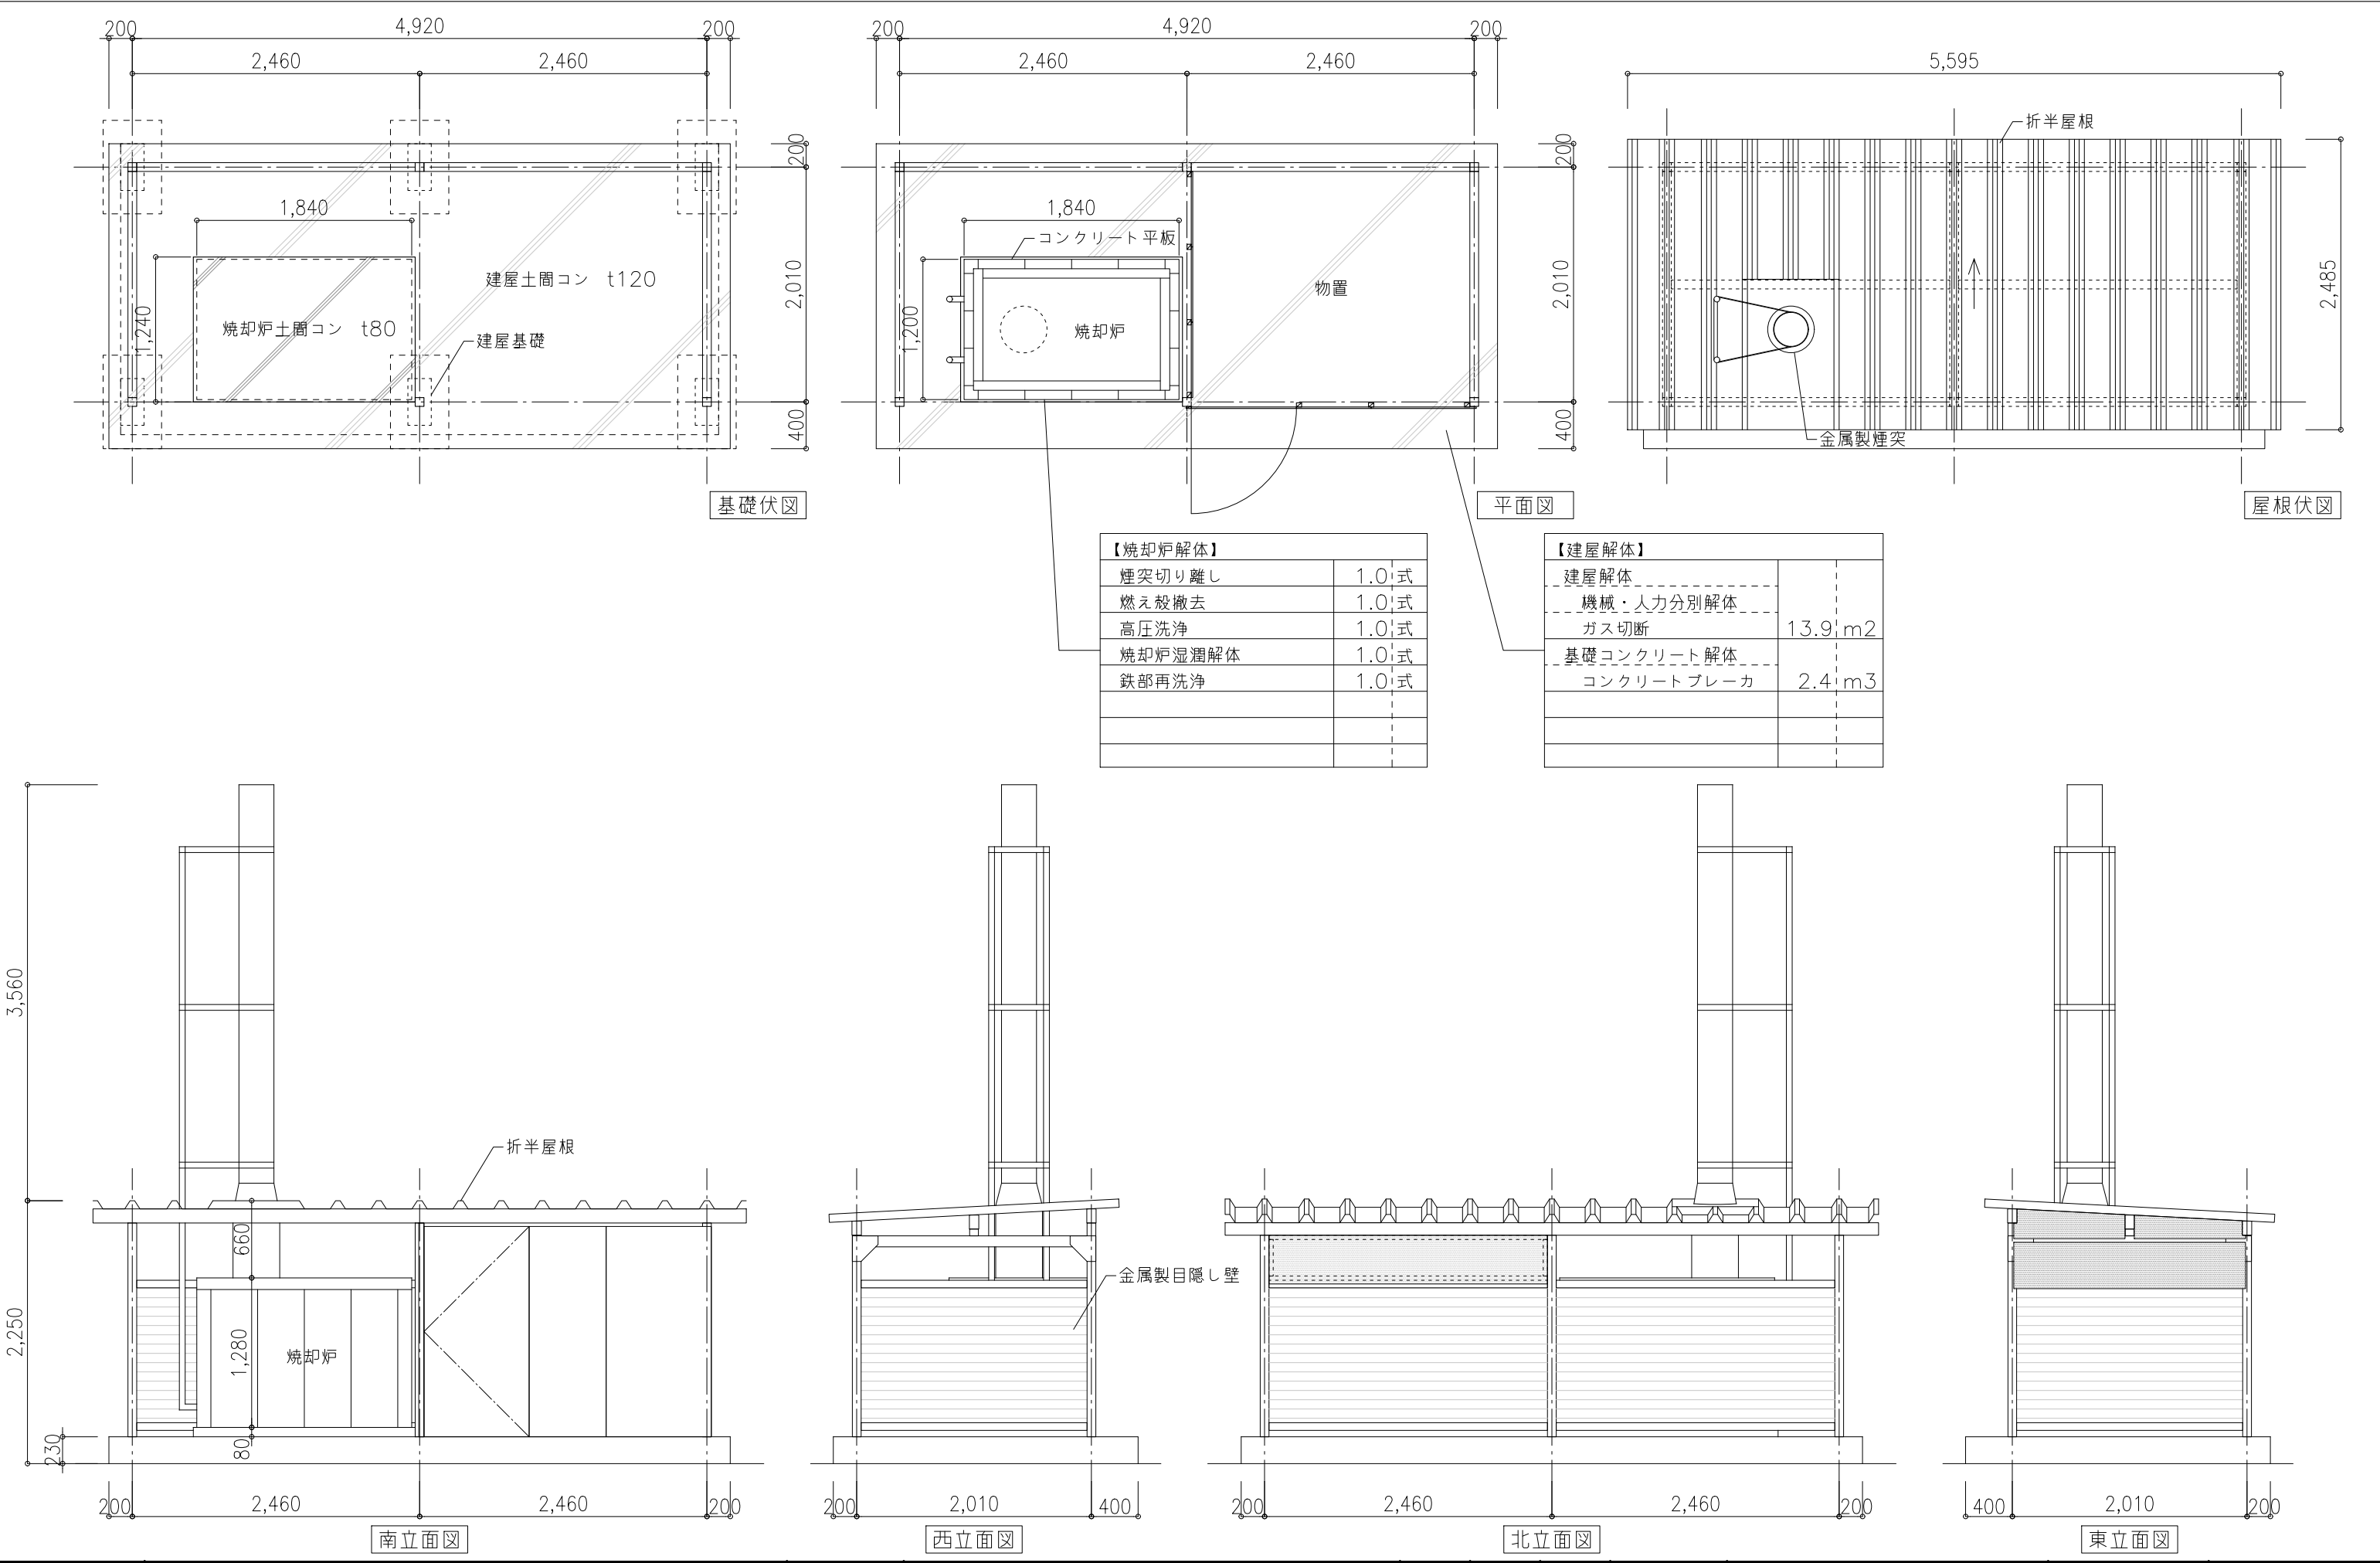 200 4,920 200
2,460 2,460
200
1,840
建屋土間コン t120
2,010
1,240
焼却炉土間コン t80
建屋基礎
400
基礎伏図
200 4,920 200
2,460 2,460
200
1,840
コンクリート平板
物置
2,010
1,200
焼却炉
400
平面図
5,595
折半屋根
2,485
金属製煙突
屋根伏図
【焼却炉解体】
煙突切り離し 1.0 式
燃え殻撤去 1.0 式
高圧洗浄 1.0 式
焼却炉湿潤解体 1.0 式
鉄部再洗浄 1.0 式
【建屋解体】
建屋解体
機械・人力分別解体
ガス切断 13.9 m2
基礎コンクリート解体
コンクリートブレーカ 2.4 m3
3,560
折半屋根
660
2,250
1,280
焼却炉
230
80
200 2,460 2,460 200
南立面図
金属製目隠し壁
200 2,010 400
西立面図
200 2,460 2,460 200
北立面図
400 2,010 200
東立面図